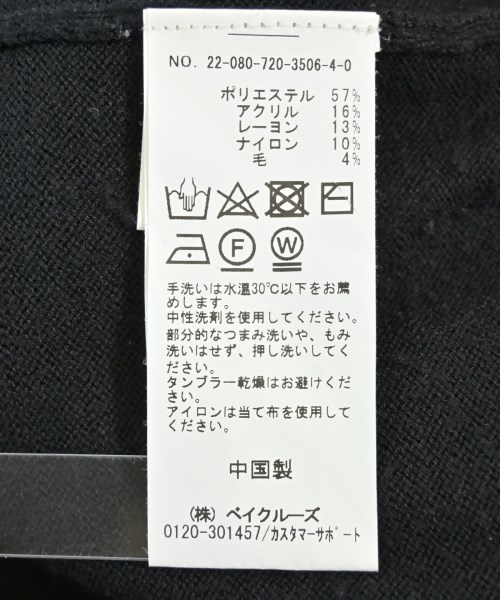 NO. 22-080-720-3506-4-0
ポリエステル 57%
アクリル 16%
レーヨン 13%
ナイロン 10%
毛 4%
F W
手洗いは水温30℃以下をお薦
めします。
中性洗剤を使用してください。
部分的なつまみ洗いや、もみ
洗いはせず、押し洗いしてく
ださい。
タンブラー乾燥はお避けくだ
さい。
アイロンは当て布を使用して
ください。
中国製
(株) ベイクルーズ
0120-301457/カスタマーサポート